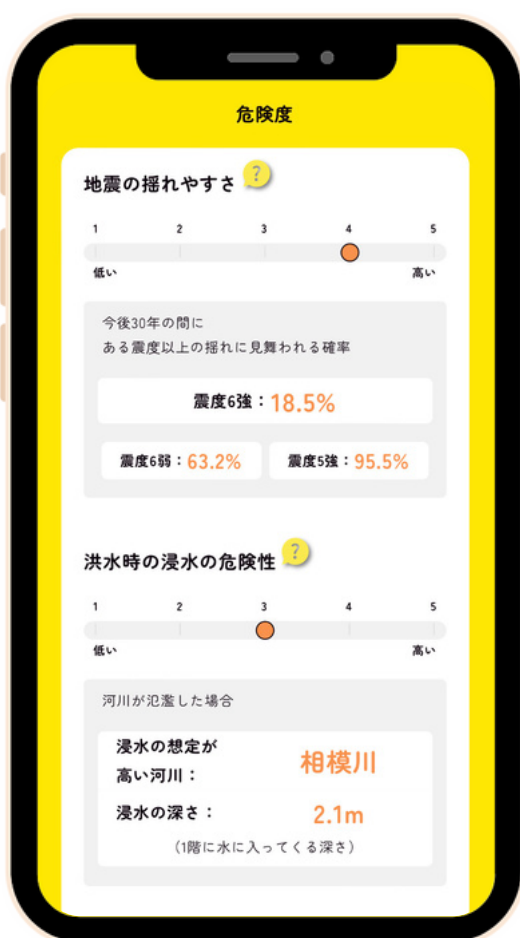 危険度
地震の揺れやすさ ?
1 2 3 4 5
低い 高い
今後30年の間に
ある震度以上の揺れに見舞われる確率
震度6強：18.5%
震度6弱：63.2% 震度5強：95.5%
洪水時の浸水の危険性 ?
1 2 3 4 5
低い 高い
河川が氾濫した場合
浸水の想定が
高い河川： 相模川
浸水の深さ： 2.1m
（1階に水に入ってくる深さ）